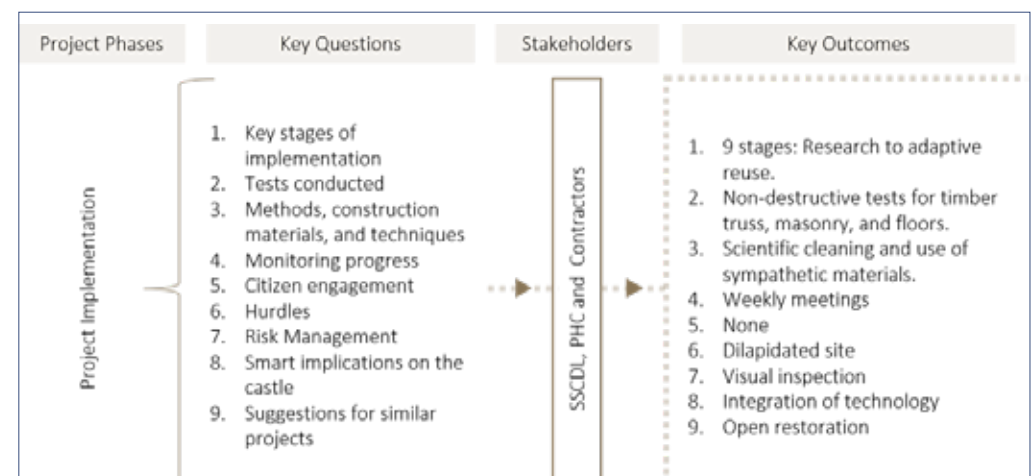 Project Phases
Key Questions
Stakeholders
Key Outcomes
Project Implementation
1. Key stages of
implementation
2. Tests conducted
3. Methods, construction
materials, and techniques
4. Monitoring progress
5. Citizen engagement
6. Hurdles
7. Risk Management
8. Smart implications on the
castle
9. Suggestions for similar
projects
SSCDL, PHC and Contractors
1. 9 stages: Research to adaptive
reuse.
2. Non-destructive tests for timber
truss, masonry, and floors.
3. Scientific cleaning and use of
sympathetic materials.
4. Weekly meetings
5. None
6. Dilapidated site
7. Visual inspection
8. Integration of technology
9. Open restoration